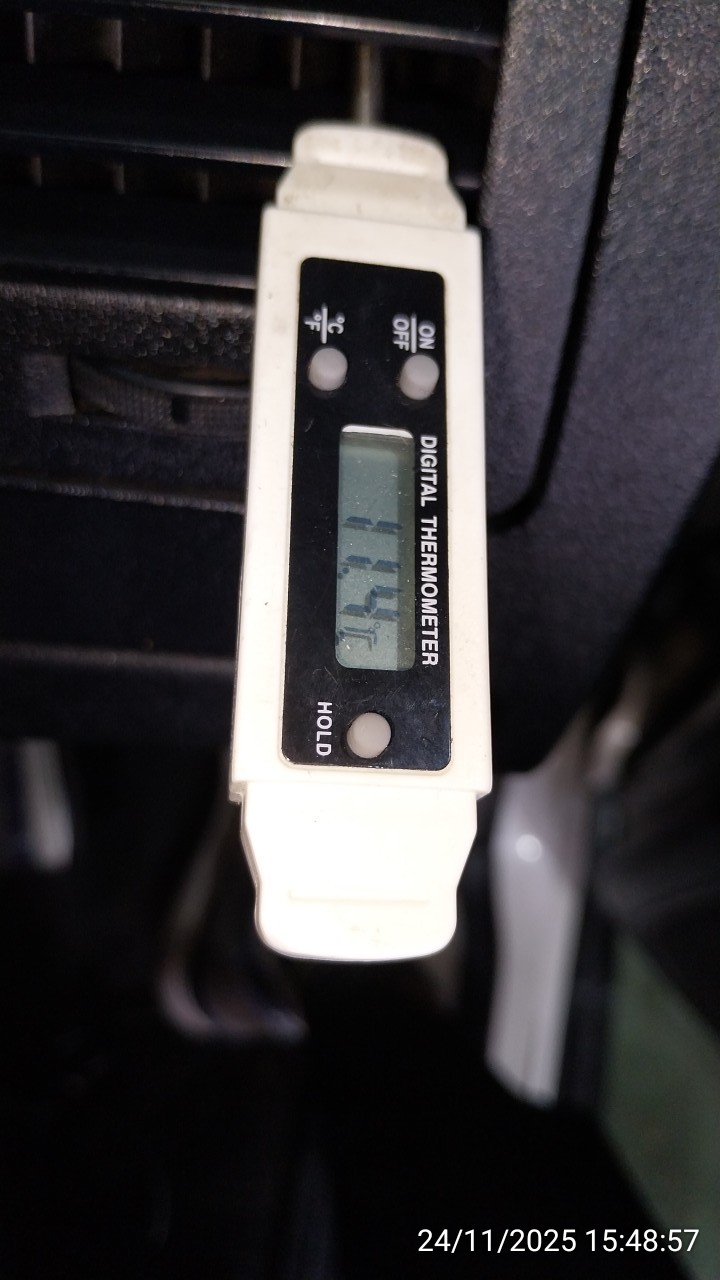 °C
°F
ON
OFF
DIGITAL THERMOMETER
11.4°C
HOLD
24/11/2025 15:48:57